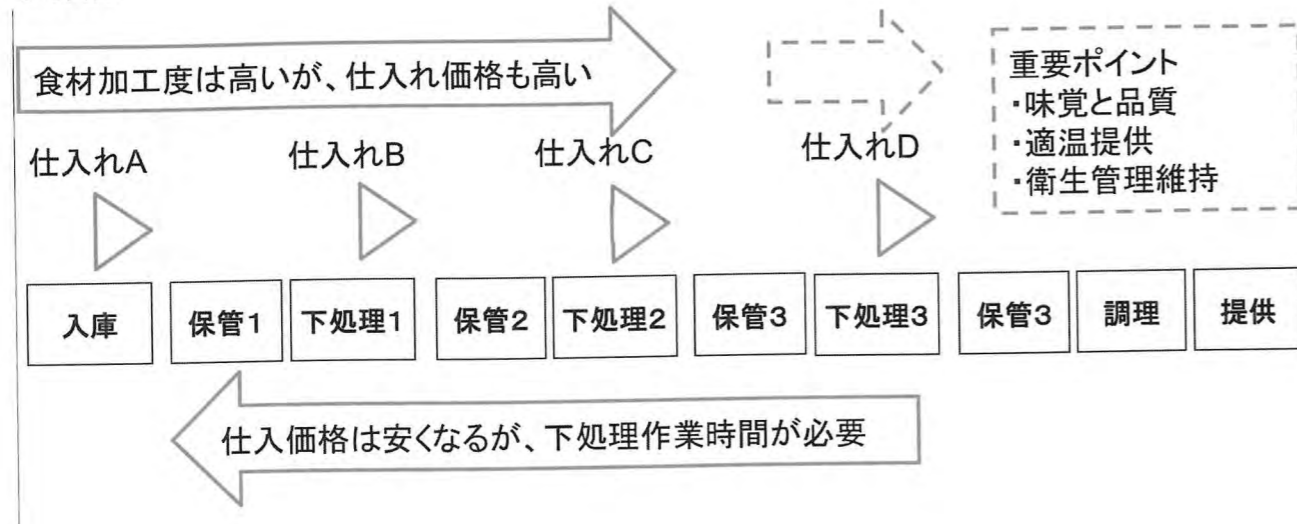 食材加工度は高いが、仕入れ価格も高い
重要ポイント
・味覚と品質
・適温提供
・衛生管理維持
仕入れA
仕入れB
仕入れC
仕入れD
入庫
保管1
下処理1
保管2
下処理2
保管3
下処理3
保管3
調理
提供
仕入価格は安くなるが、下処理作業時間が必要